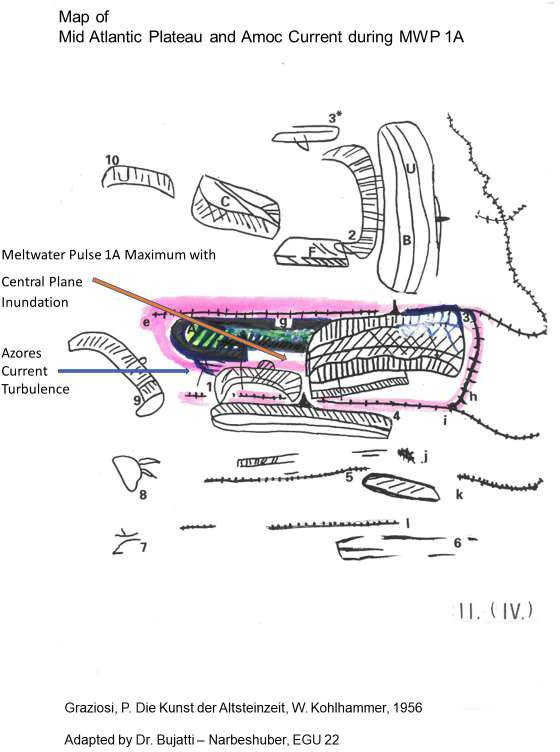 Map of
Mid Atlantic Plateau and Amoc Current during MWP 1A
3*
10
U
C
2
B
F
Meltwater Pulse 1A Maximum with
Central Plane
Inundation
e
g
3
A
Azores
Current
Turbulence
1
9
h
4
i
j
5
8
k
l
7
6
II. (IV.)
Graziosi, P. Die Kunst der Altsteinzeit, W. Kohlhammer, 1956
Adapted by Dr. Bujatti – Narbeshuber, EGU 22